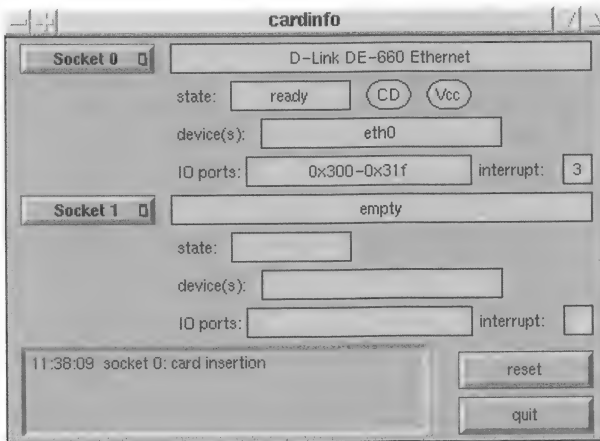 cardinfo
Socket 0 D-Link DE-660 Ethernet
state: ready CD Vcc
device(s): eth0
IO ports: 0x300-0x31f interrupt: 3
Socket 1 empty
state:
device(s):
IO ports: interrupt:
11:38:09 socket 0: card insertion
reset
quit